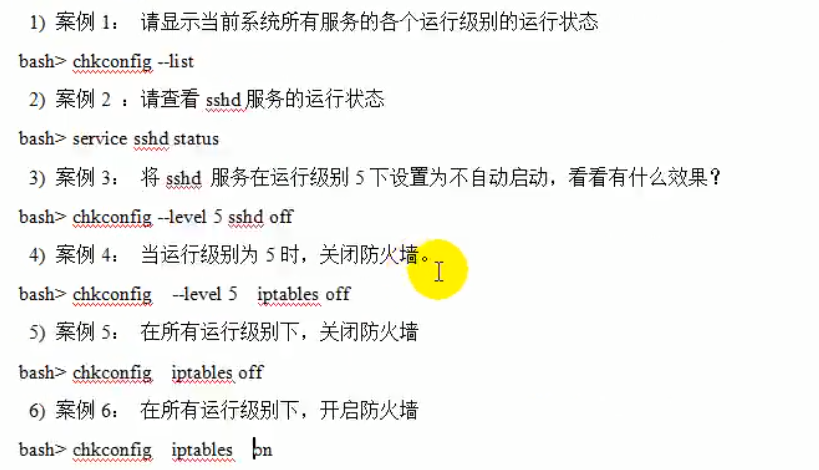 1) 案例 1： 请显示当前系统所有服务的各个运行级别的运行状态
bash> chkconfig --list
2) 案例 2 ：请查看 sshd 服务的运行状态
bash> service sshd status
3) 案例 3： 将 sshd 服务在运行级别 5 下设置为不自动启动，看看有什么效果？
bash> chkconfig --level 5 sshd off
4) 案例 4： 当运行级别为 5 时，关闭防火墙。
bash> chkconfig --level 5 iptables off
5) 案例 5： 在所有运行级别下，关闭防火墙
bash> chkconfig iptables off
6) 案例 6： 在所有运行级别下，开启防火墙
bash> chkconfig iptables on